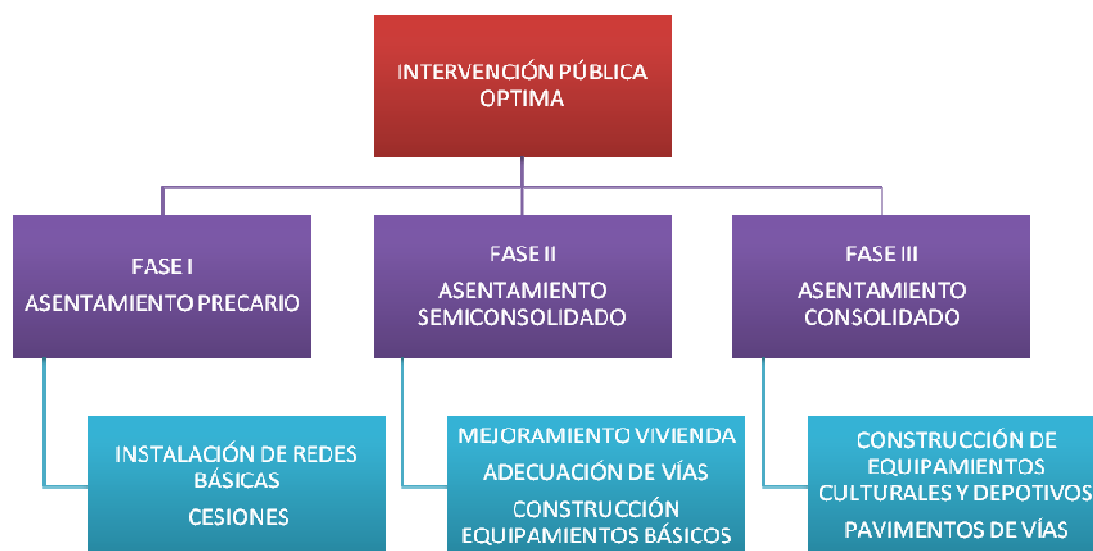 INTERVENCIÓN PÚBLICA
OPTIMA
FASE I
ASENTAMIENTO PRECARIO
FASE II
ASENTAMIENTO
SEMICONSOLIDADO
FASE III
ASENTAMIENTO
CONSOLIDADO
INSTALACIÓN DE REDES
BÁSICAS
CESIONES
MEJORAMIENTO VIVIENDA
ADECUACIÓN DE VÍAS
CONSTRUCCIÓN
EQUIPAMIENTOS BÁSICOS
CONSTRUCCIÓN DE
EQUIPAMIENTOS
CULTURALES Y DEPOTIVOS
PAVIMENTOS DE VÍAS